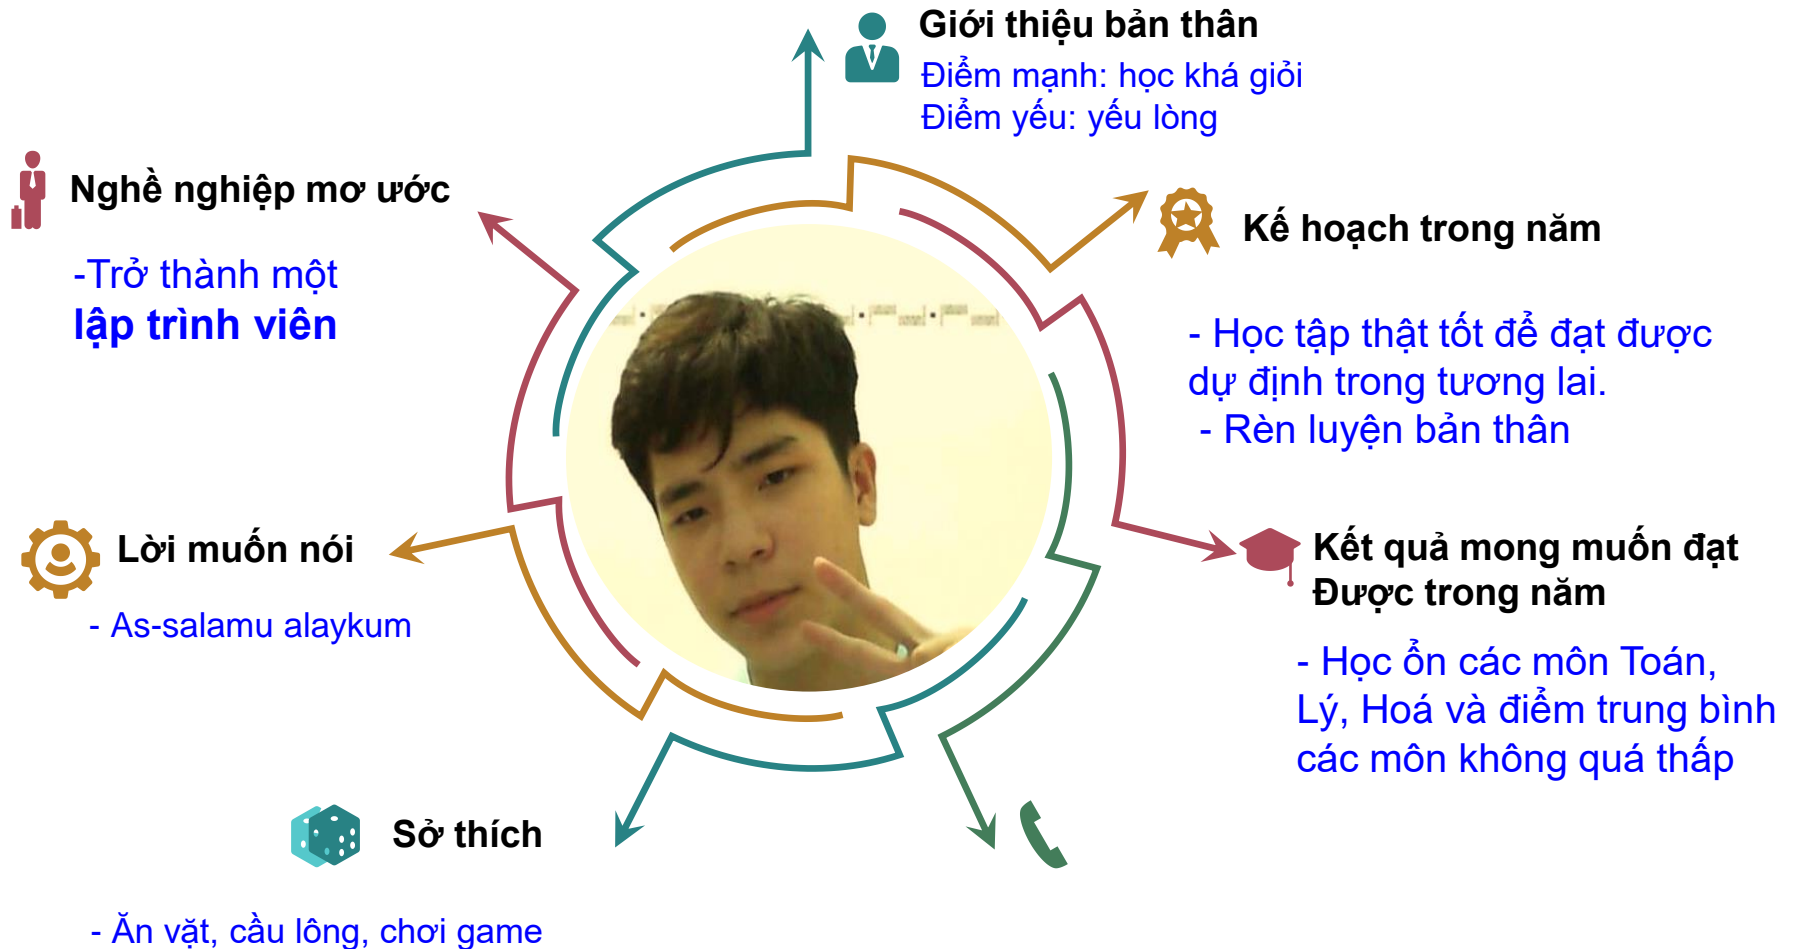 Giới thiệu bản thân
Điểm mạnh: học khá giỏi
Điểm yếu: yếu lòng
Nghề nghiệp mơ ước
-Trở thành một
lập trình viên
Kế hoạch trong năm
- Học tập thật tốt để đạt được
dự định trong tương lai.
- Rèn luyện bản thân
Lời muốn nói
- As-salamu alaykum
Kết quả mong muốn đạt
Được trong năm
- Học ổn các môn Toán,
Lý, Hoá và điểm trung bình
các môn không quá thấp
Sở thích
- Ăn vặt, cầu lông, chơi game